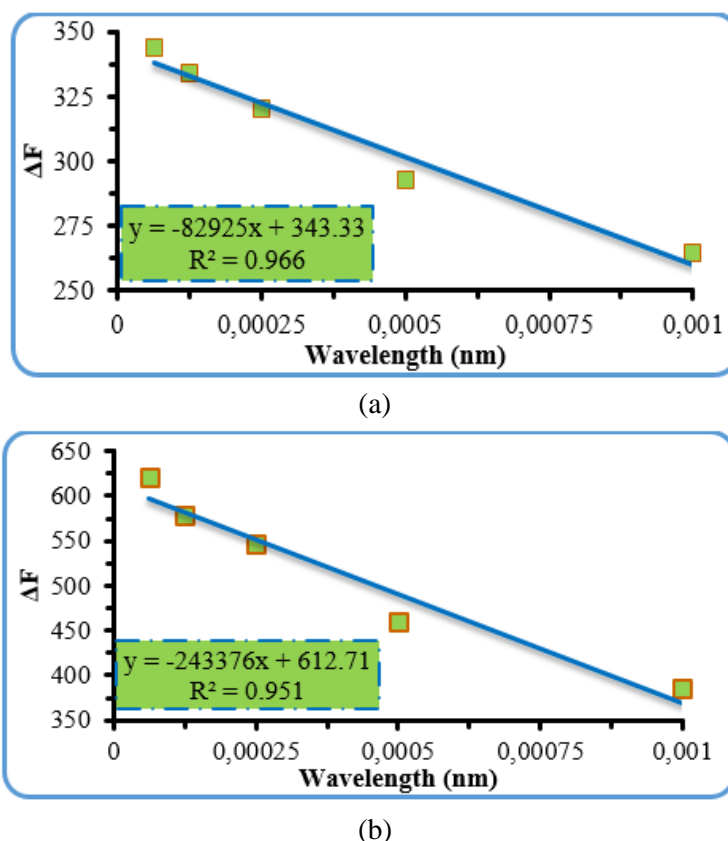 350
325
300
275
250
ΔF
y = -82925x + 343.33
R² = 0.966
0
0,00025
0,0005
0,00075
0,001
Wavelength (nm)
(a)
650
600
550
500
450
400
350
ΔF
y = -243376x + 612.71
R² = 0.951
0
0,00025
0,0005
0,00075
0,001
Wavelength (nm)
(b)